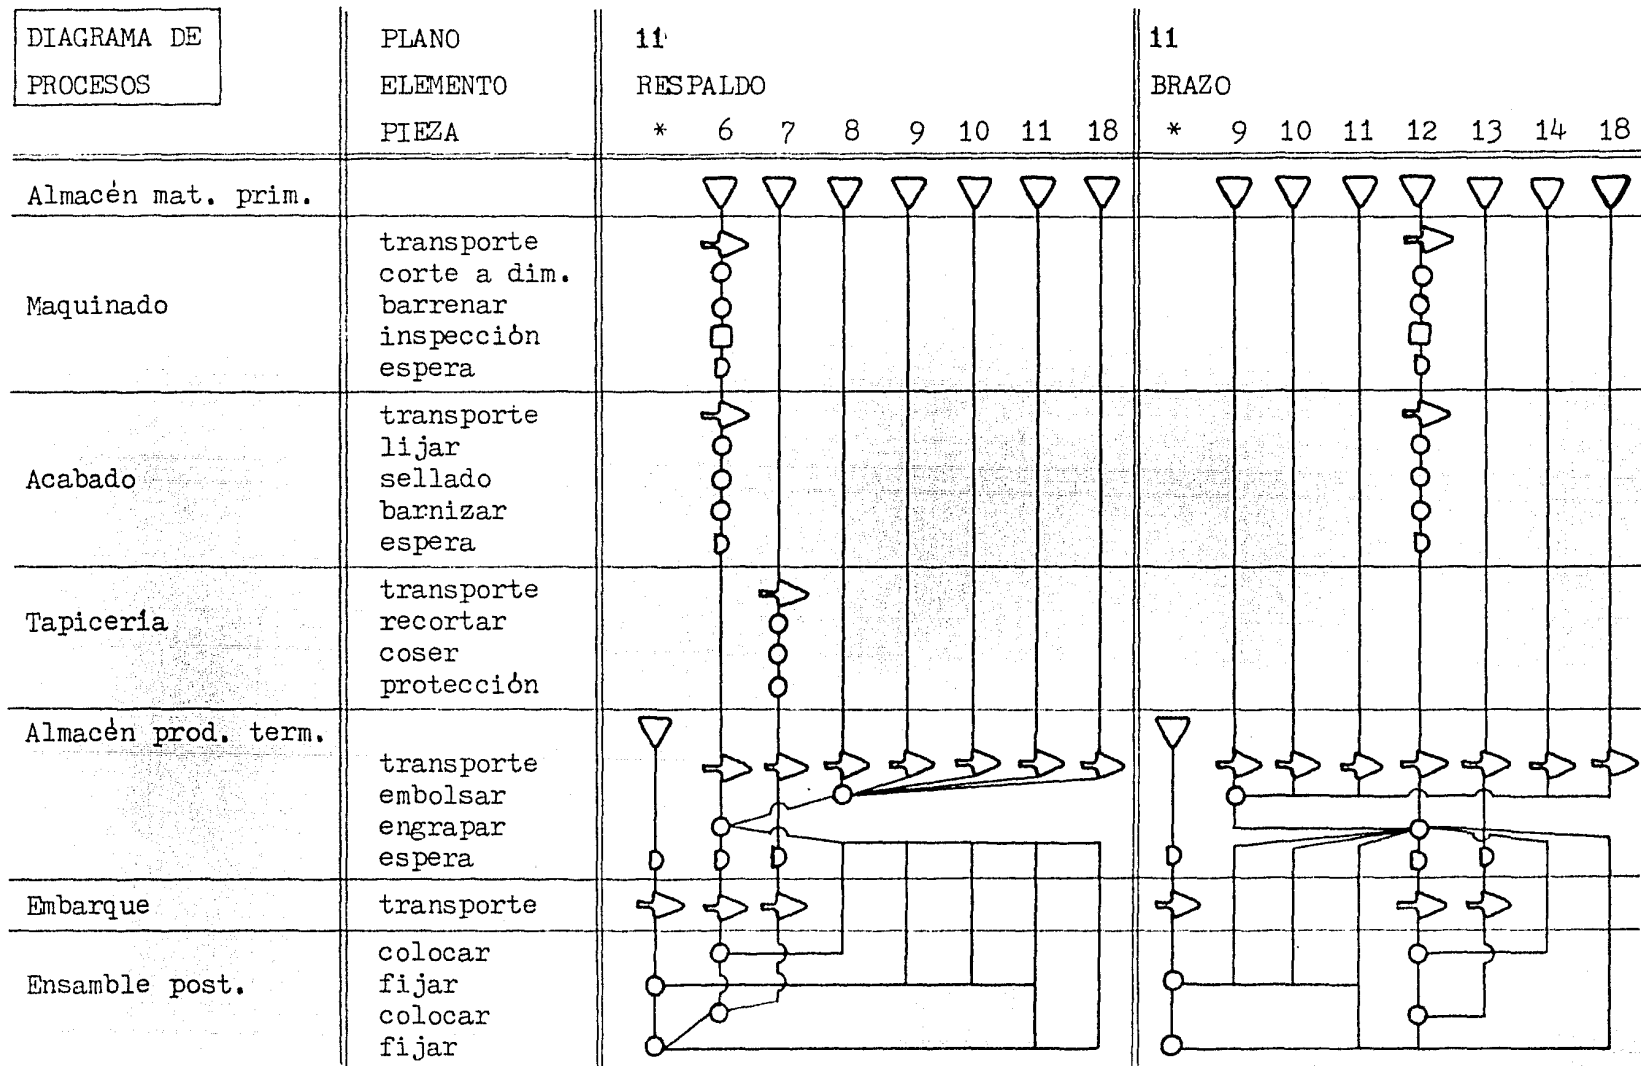 DIAGRAMA DE PROCESOS
PLANO 11 11
ELEMENTO RESPALDO BRAZO
PIEZA * 6 7 8 9 10 11 18 * 9 10 11 12 13 14 18
Almacén mat. prim.
transporte
corte a dim.
Maquinado barrenar
inspección
espera
transporte
lijar
Acabado sellado
barnizar
espera
transporte
Tapicería recortar
coser
protección
Almacén prod. term.
transporte
embolsar
engrapar
espera
Embarque transporte
colocar
Ensamble post. fijar
colocar
fijar